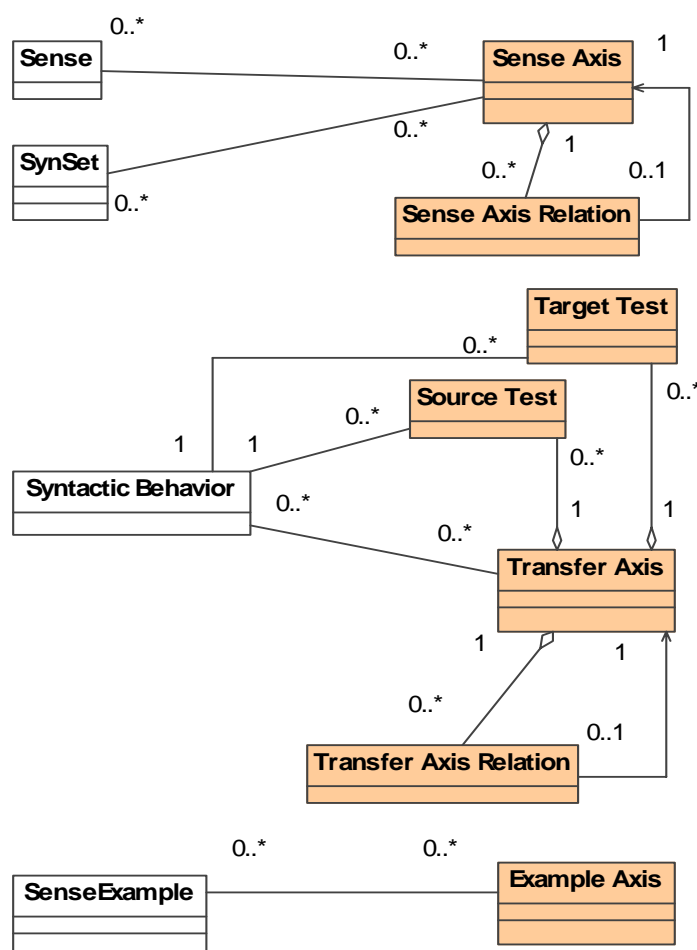 0..*
1
0..*
Sense
Sense Axis
0..*
1
SynSet
0..*
0..*
0..1
Sense Axis Relation
Target Test
0..*
0..*
Source Test
0..*
1
1
0..*
Syntactic Behavior
0..*
1
1
0..*
Transfer Axis
1
1
0..*
0..1
Transfer Axis Relation
0..*
0..*
SenseExample
Example Axis